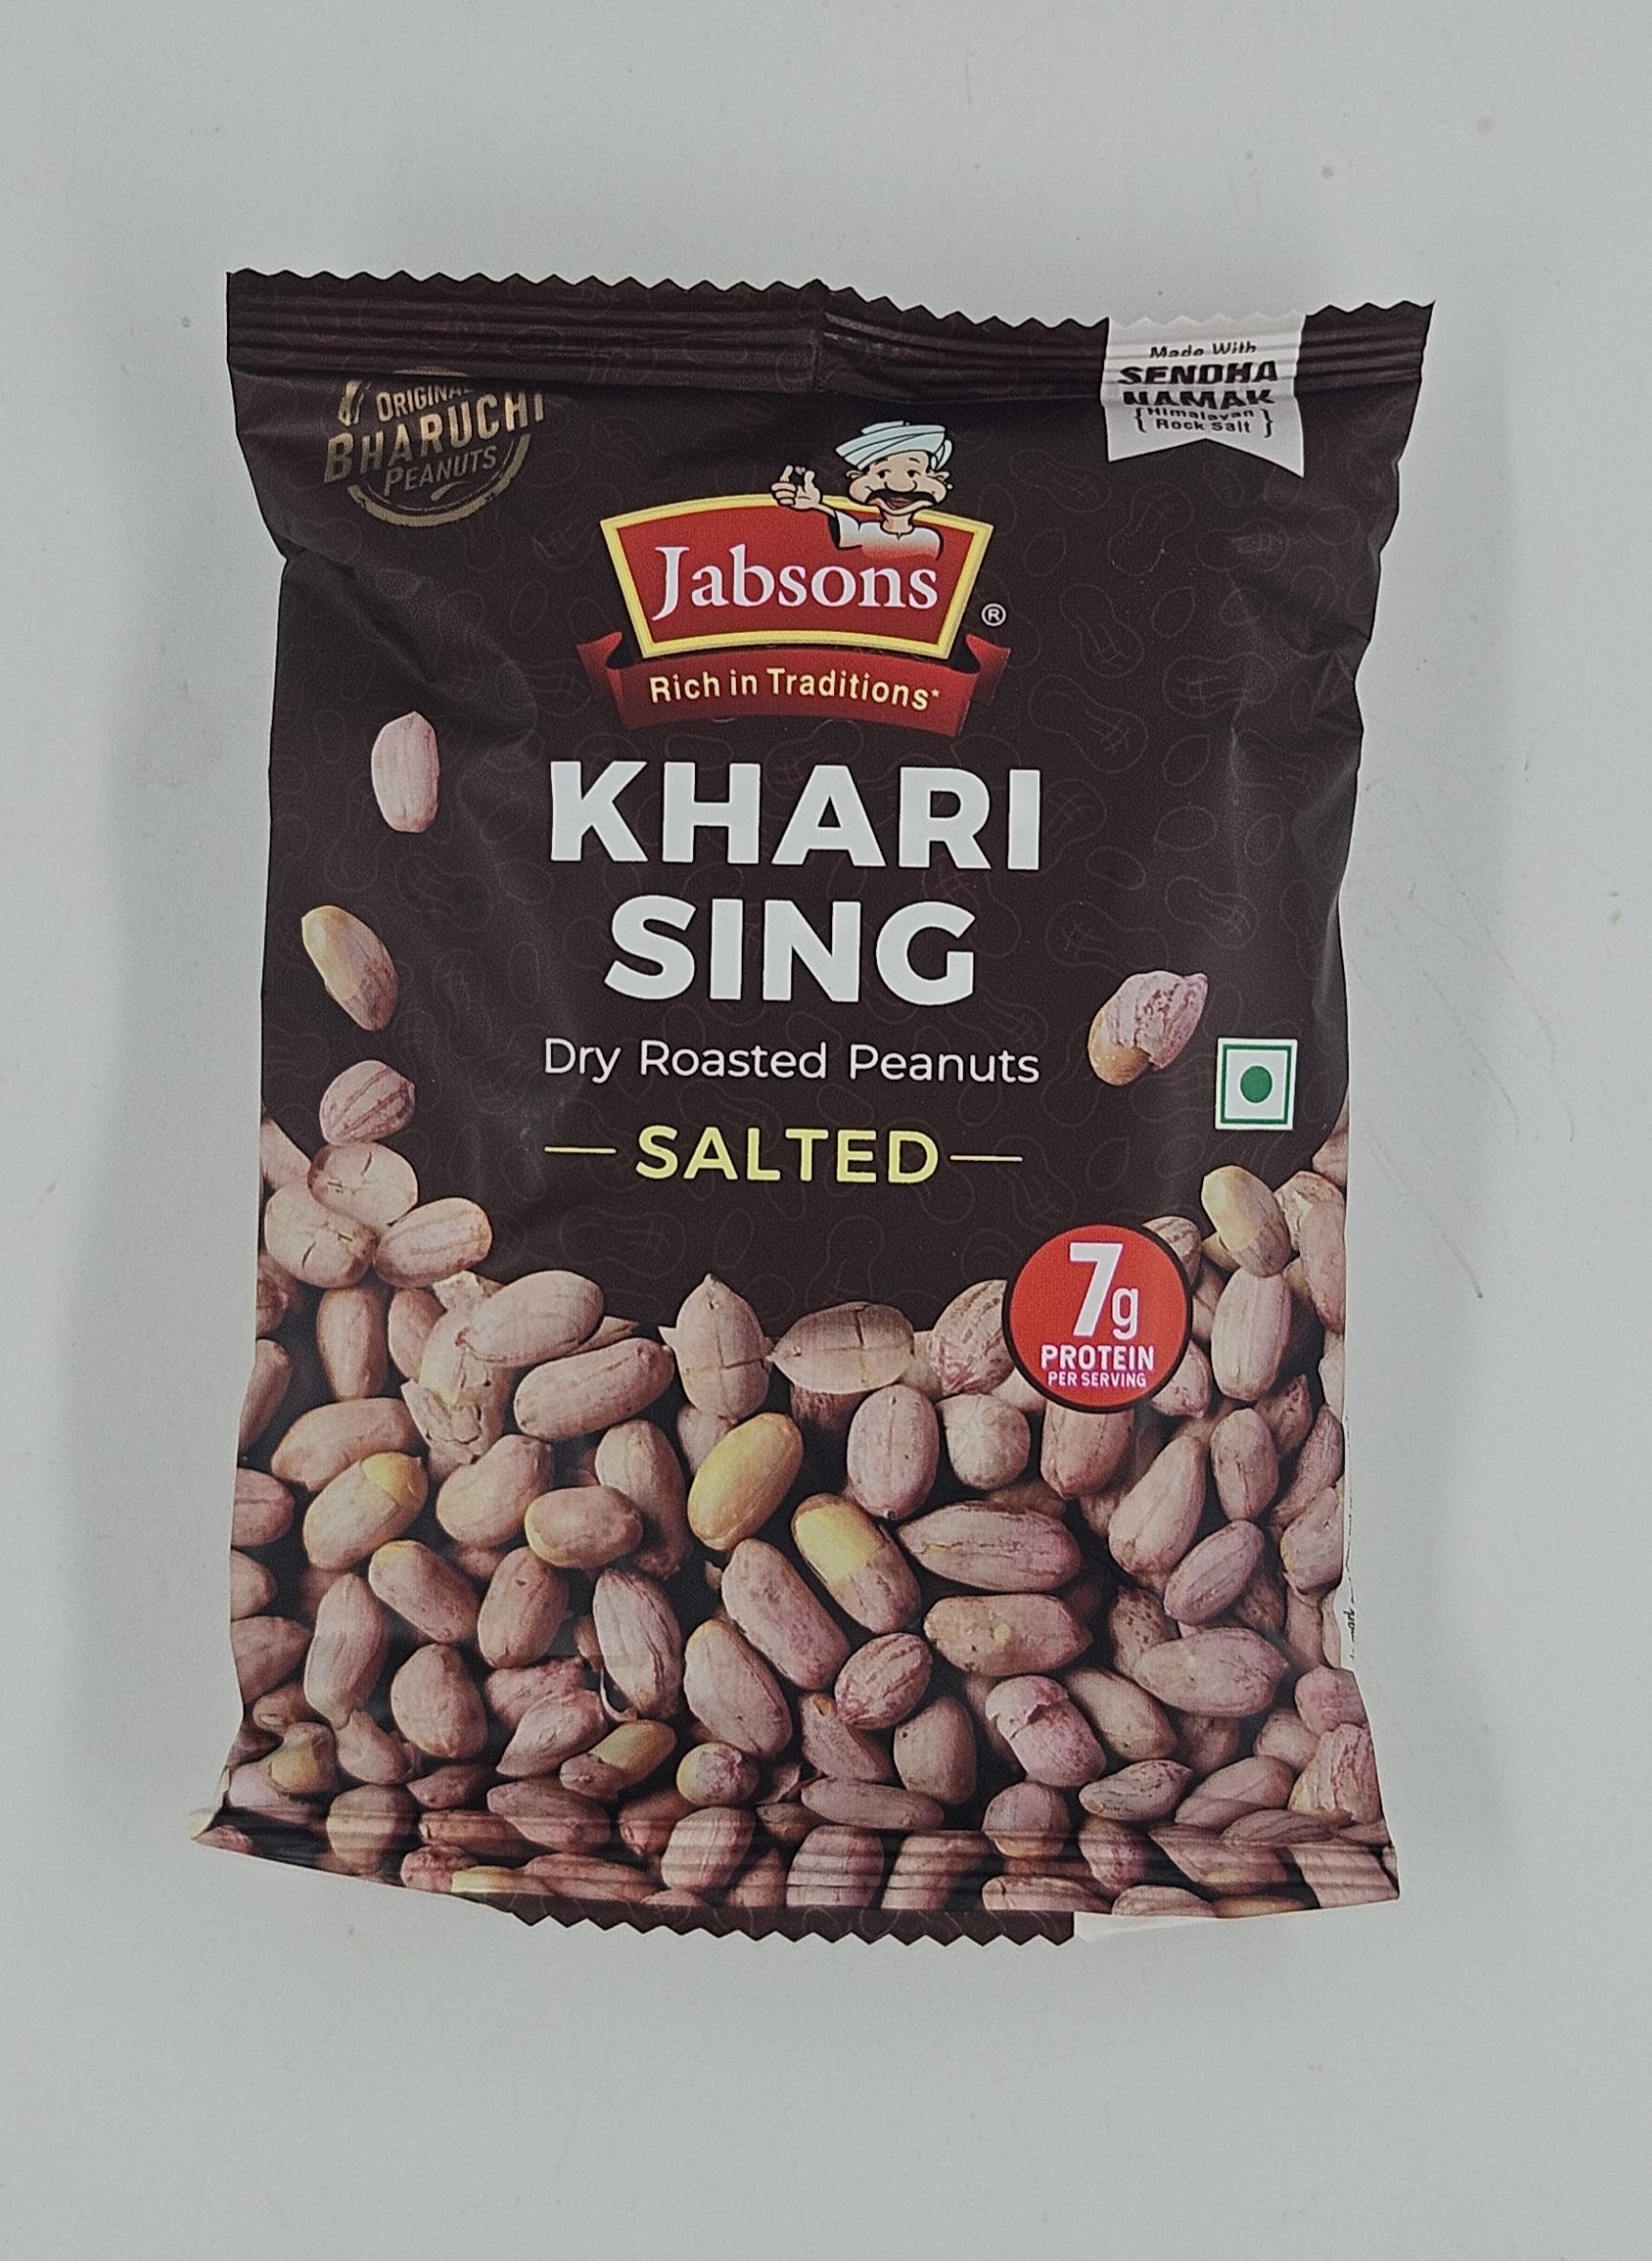 ORIGINAL
BHARUCHI
PEANUTS
Made With
SENDHA
NAMAK
{Himalayan
Rock Salt}
Jabsons
®
Rich in Traditions*
KHARI
SING
Dry Roasted Peanuts
SALTED
7g
PROTEIN
PER SERVING